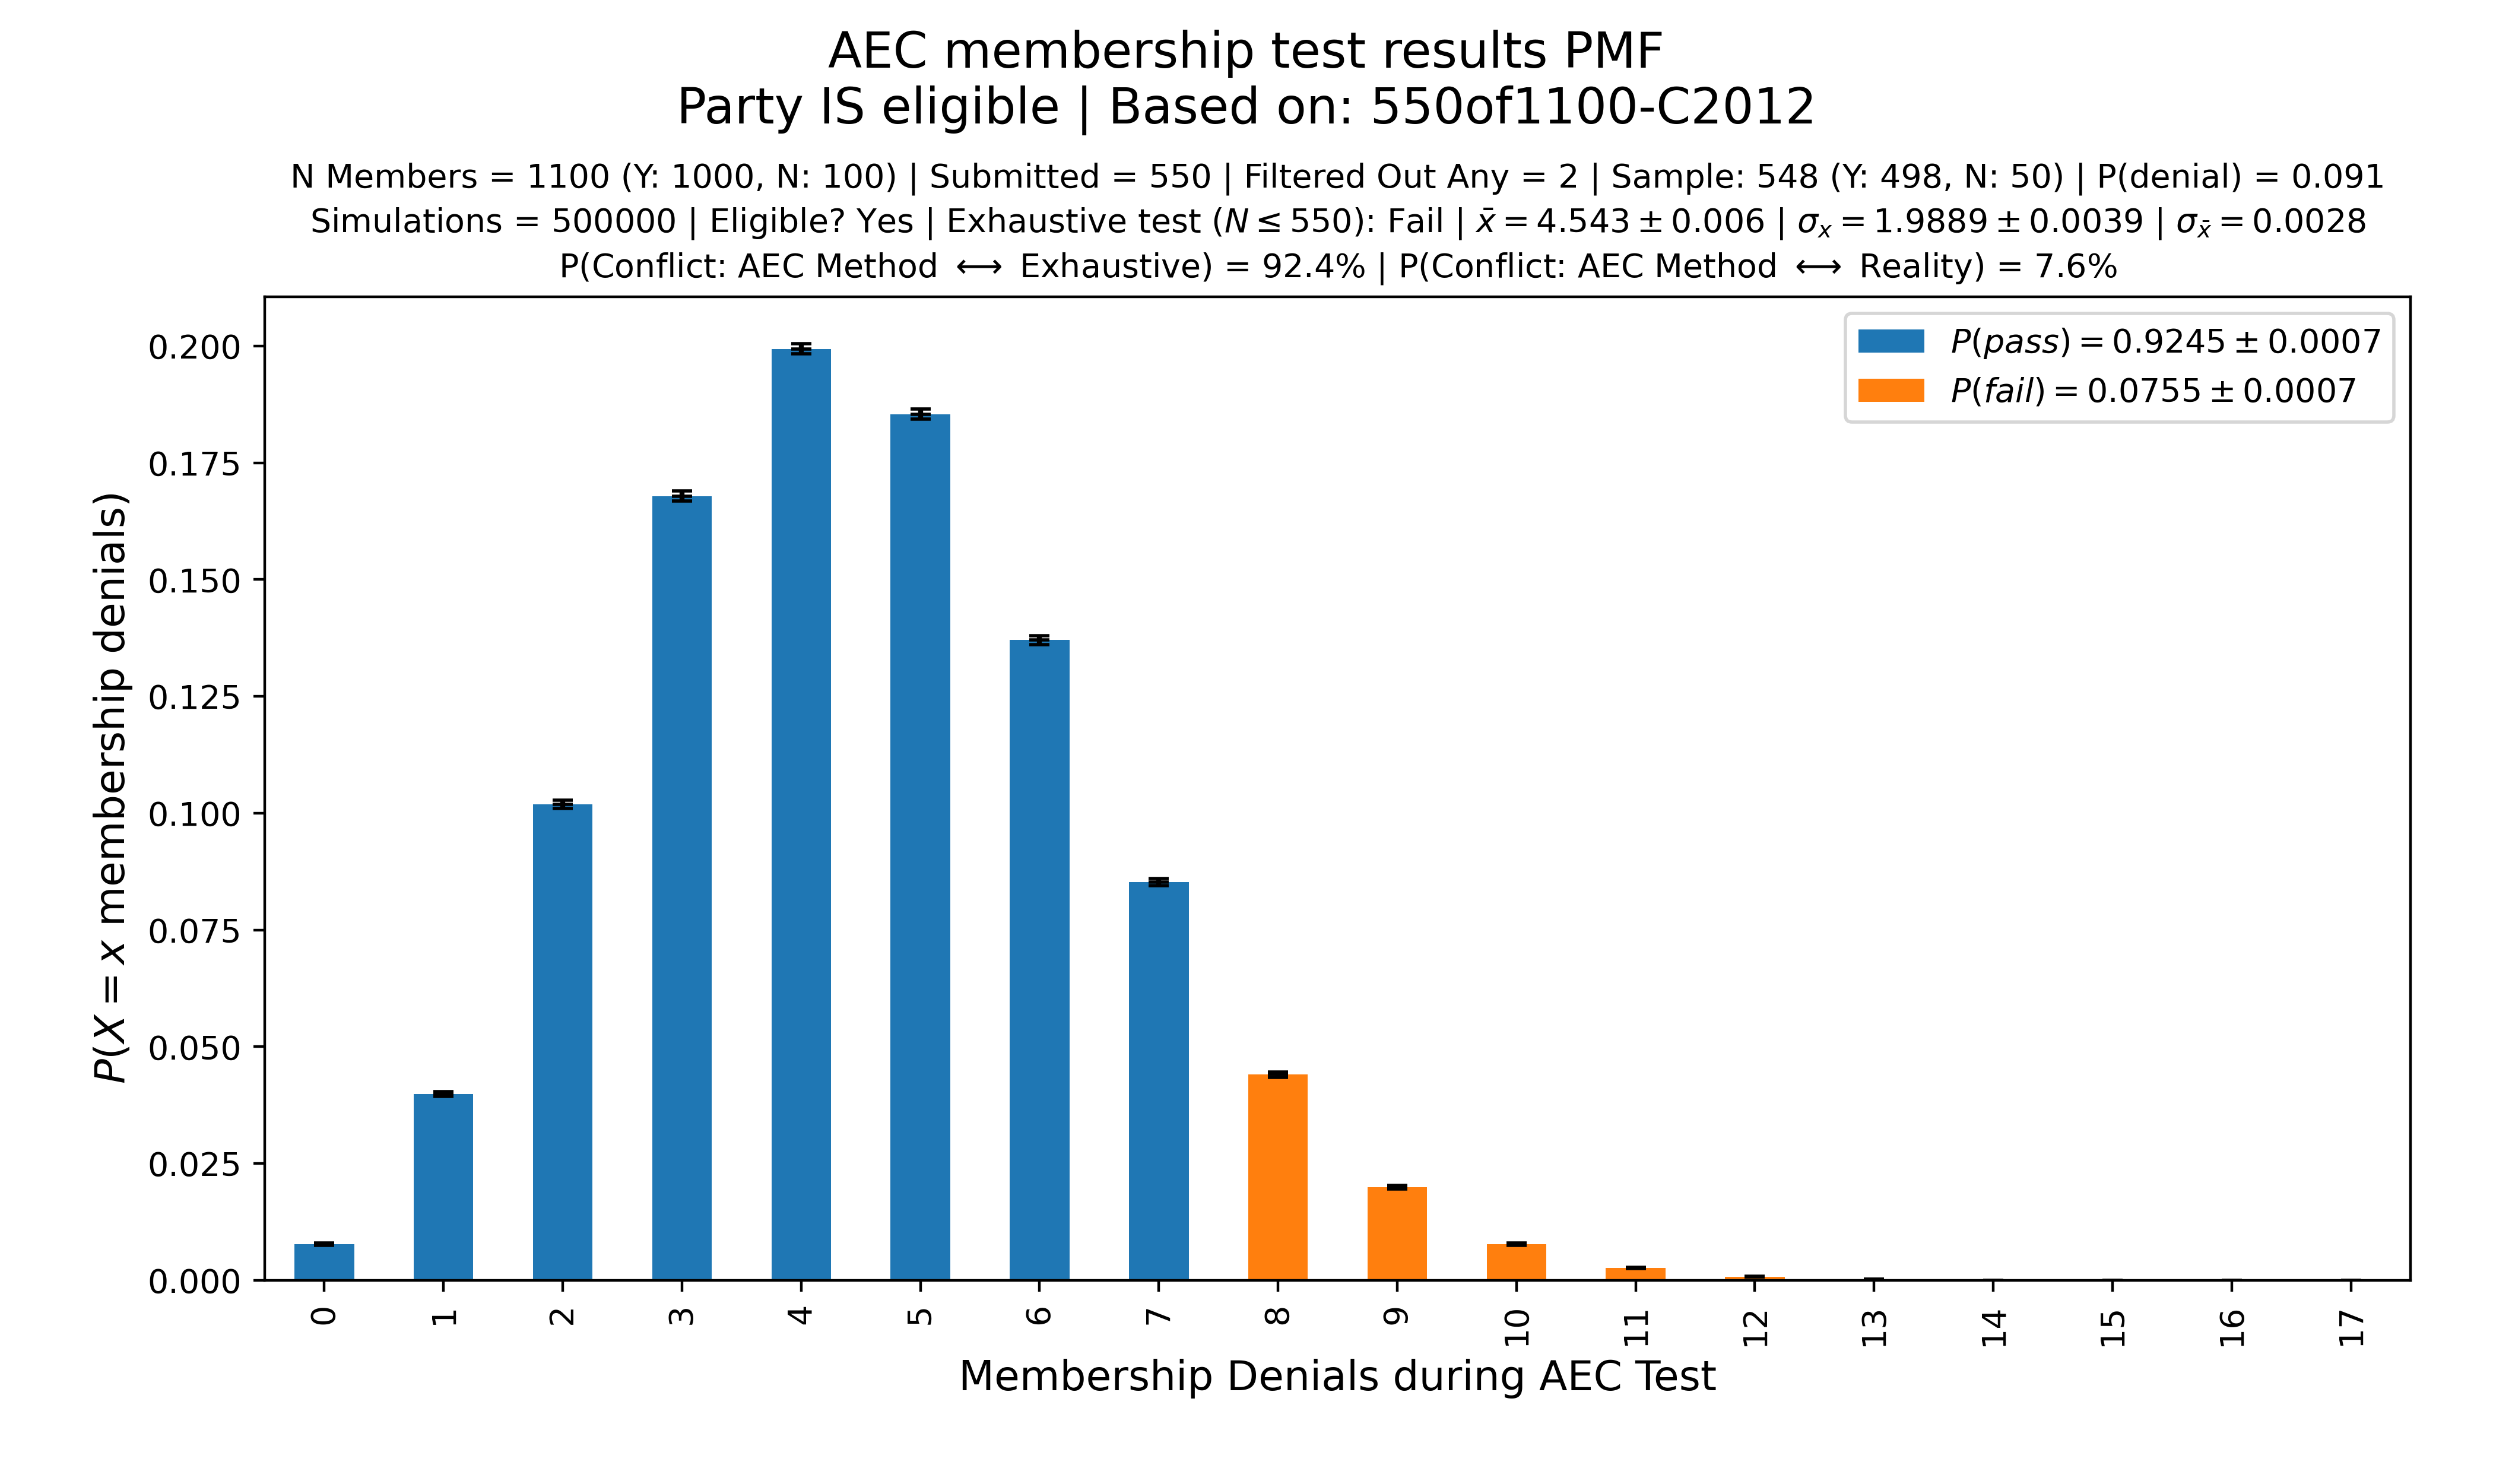 AEC membership test results PMF
Party IS eligible | Based on: 550of1100-C2012
N Members = 1100 (Y: 1000, N: 100) | Submitted = 550 | Filtered Out Any = 2 | Sample: 548 (Y: 498, N: 50) | P(denial) = 0.091
Simulations = 500000 | Eligible? Yes | Exhaustive test (N ≤ 550): Fail | x̄ = 4.543 ± 0.006 | σₓ = 1.9889 ± 0.0039 | σ_x̄ = 0.0028
P(Conflict: AEC Method ⟷ Exhaustive) = 92.4% | P(Conflict: AEC Method ⟷ Reality) = 7.6%
P(pass) = 0.9245 ± 0.0007
P(fail) = 0.0755 ± 0.0007
P(X = x membership denials)
0.200
0.175
0.150
0.125
0.100
0.075
0.050
0.025
0.000
0 1 2 3 4 5 6 7 8 9 10 11 12 13 14 15 16 17
Membership Denials during AEC Test